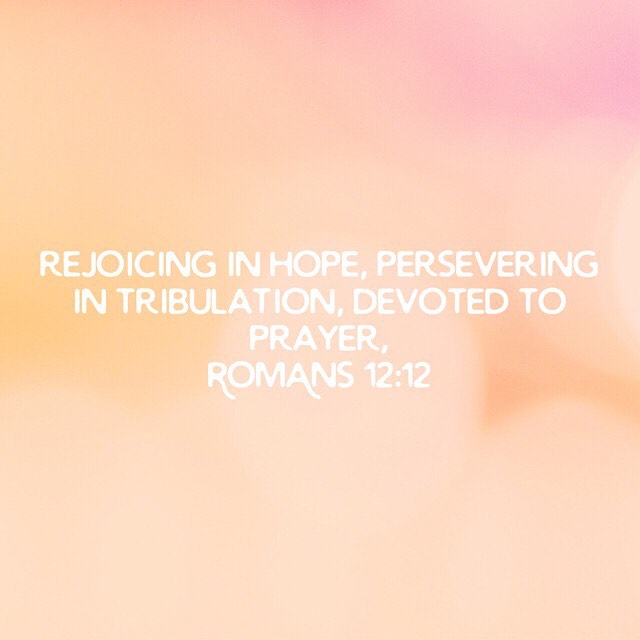 REJOICING IN HOPE, PERSEVERING
IN TRIBULATION, DEVOTED TO
PRAYER,
ROMANS 12:12